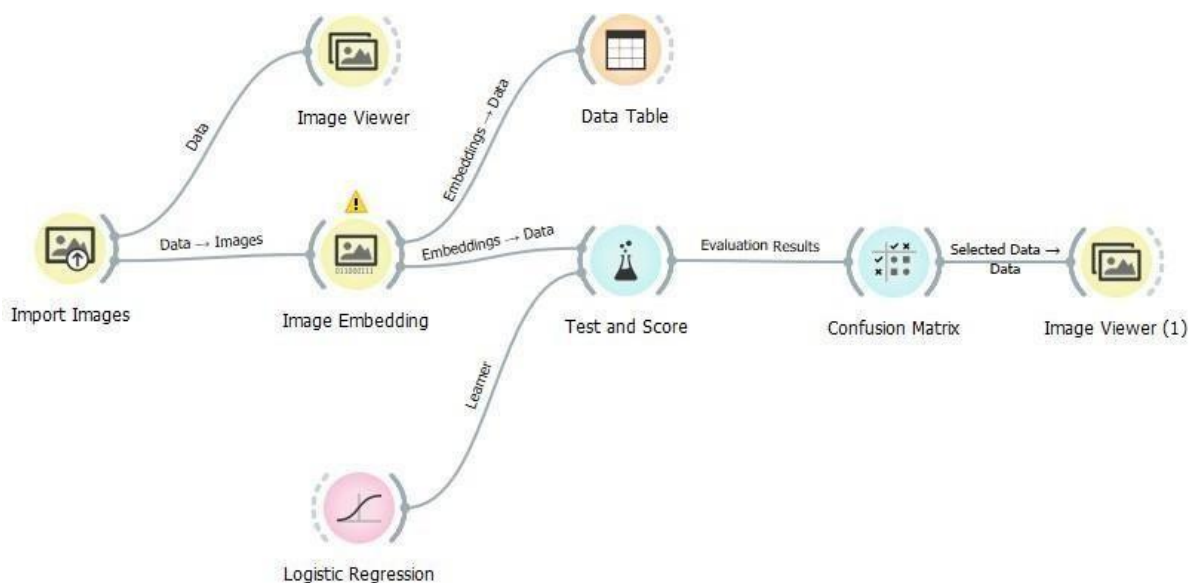 Image Viewer
Data Table
Data
Embeddings → Data
Data → Images
Embeddings → Data
Evaluation Results
Selected Data →
Data
Import Images
Image Embedding
011000111
Test and Score
Confusion Matrix
Image Viewer (1)
Learner
Logistic Regression